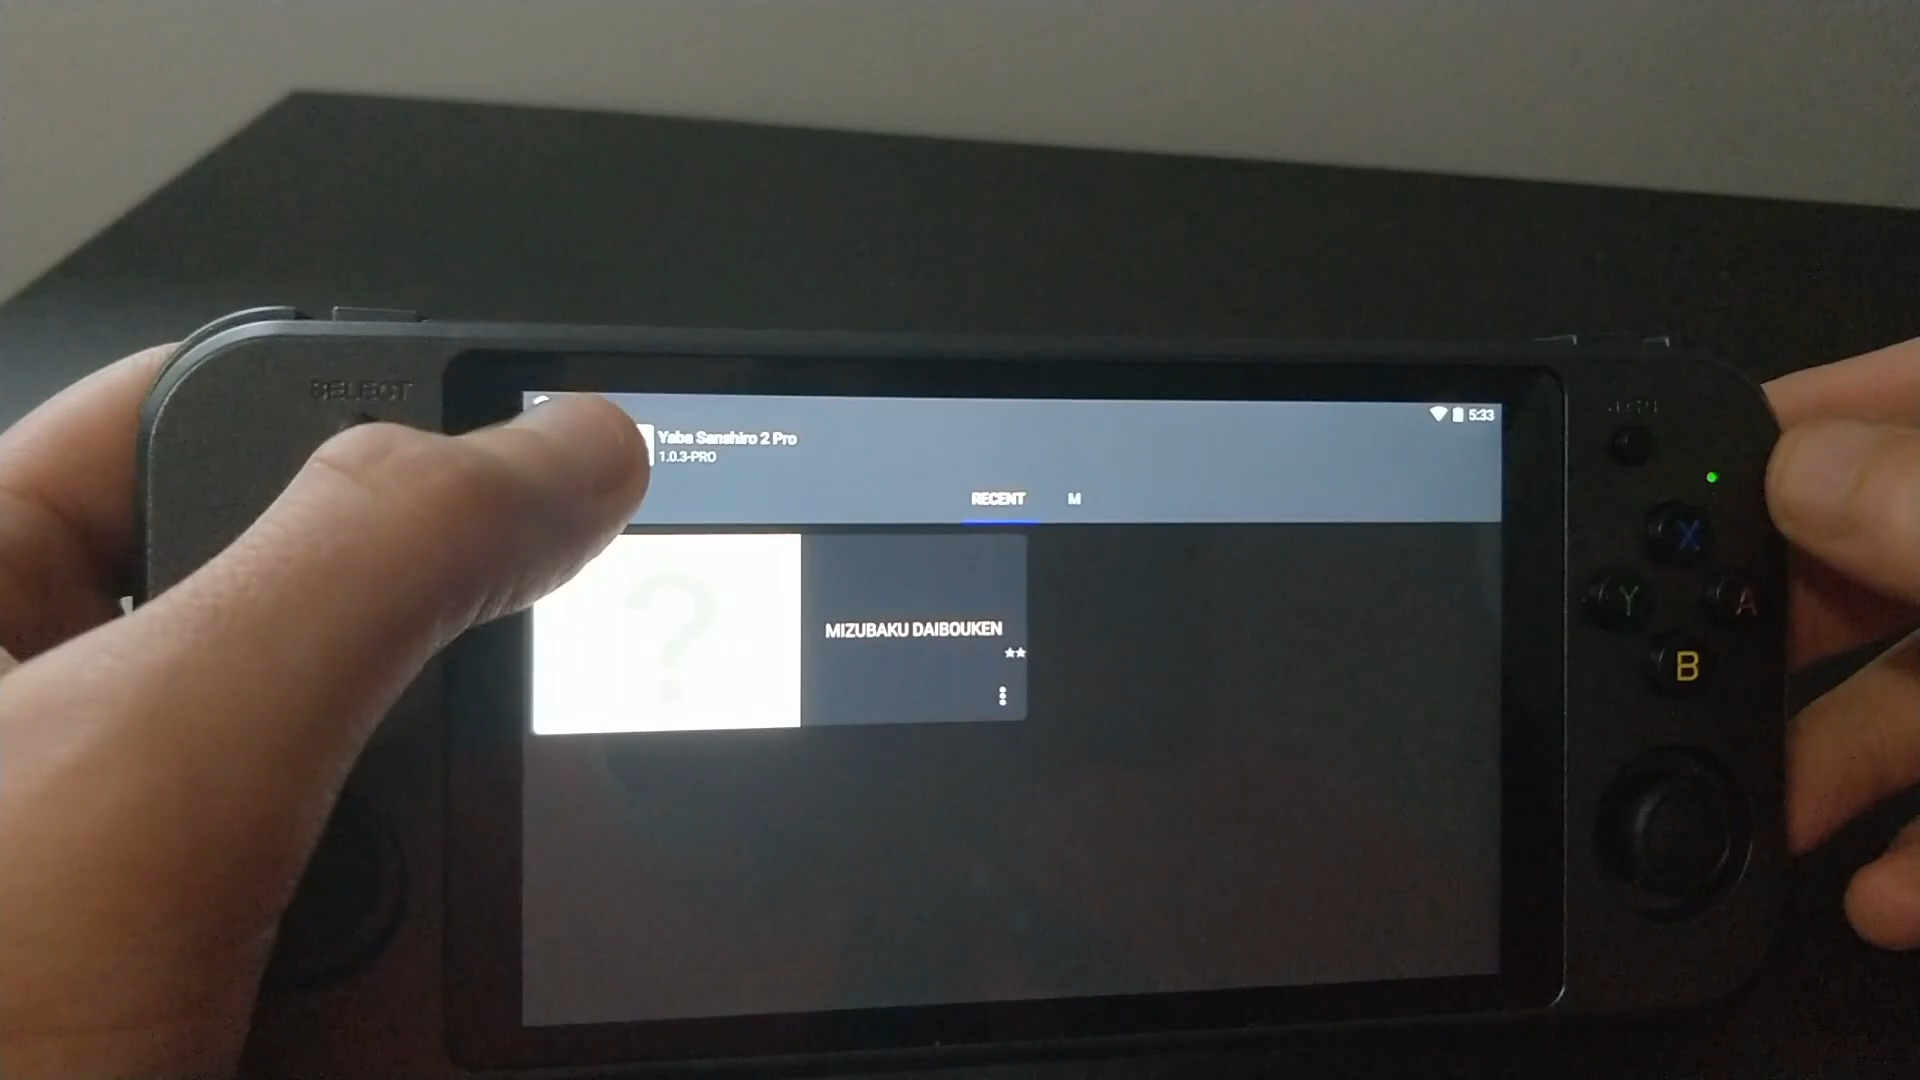 SELECT
5:33
Yaba Sanshiro 2 Pro
1.0.3-PRO
RECENT M
MIZUBAKU DAIBOUKEN
★★
?
X
Y A
B